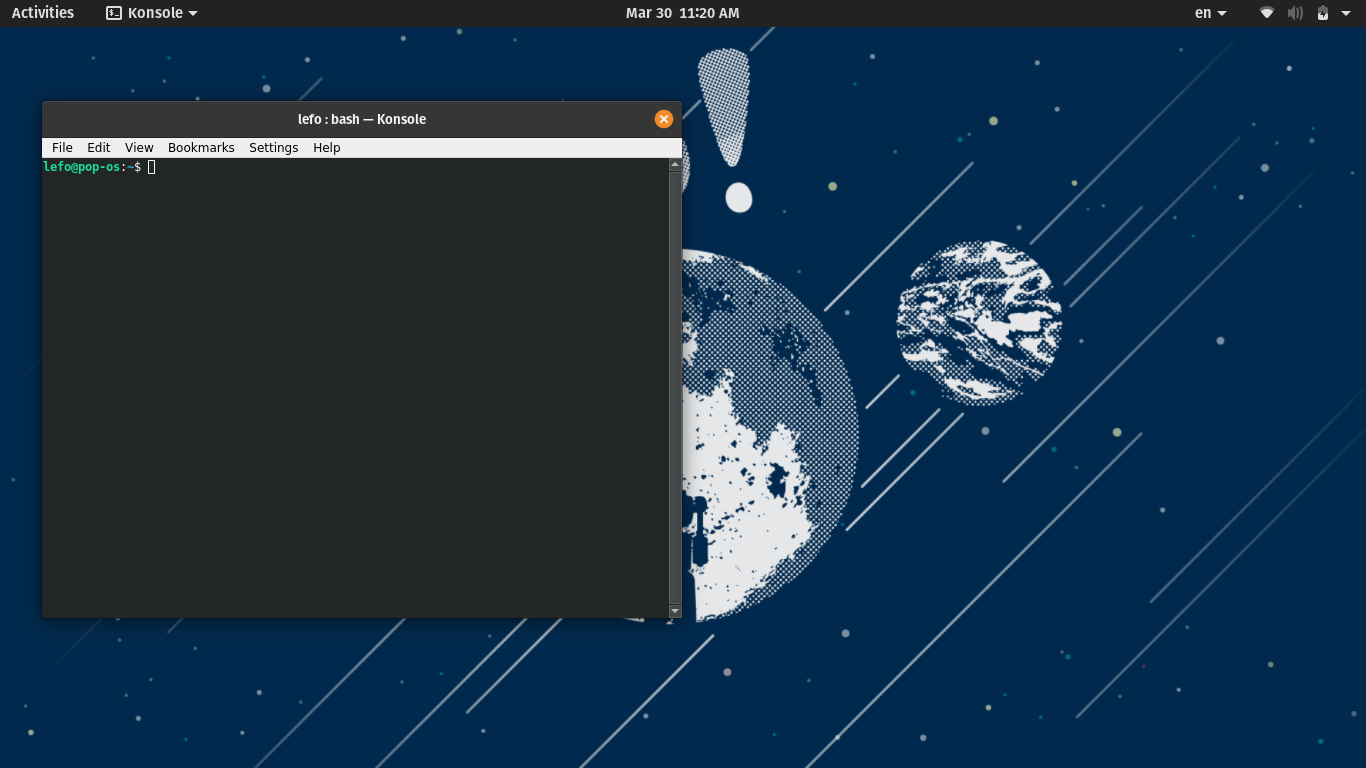 Activities Konsole Mar 30 11:20 AM en
lefo : bash — Konsole
File Edit View Bookmarks Settings Help
lefo@pop-os:~$